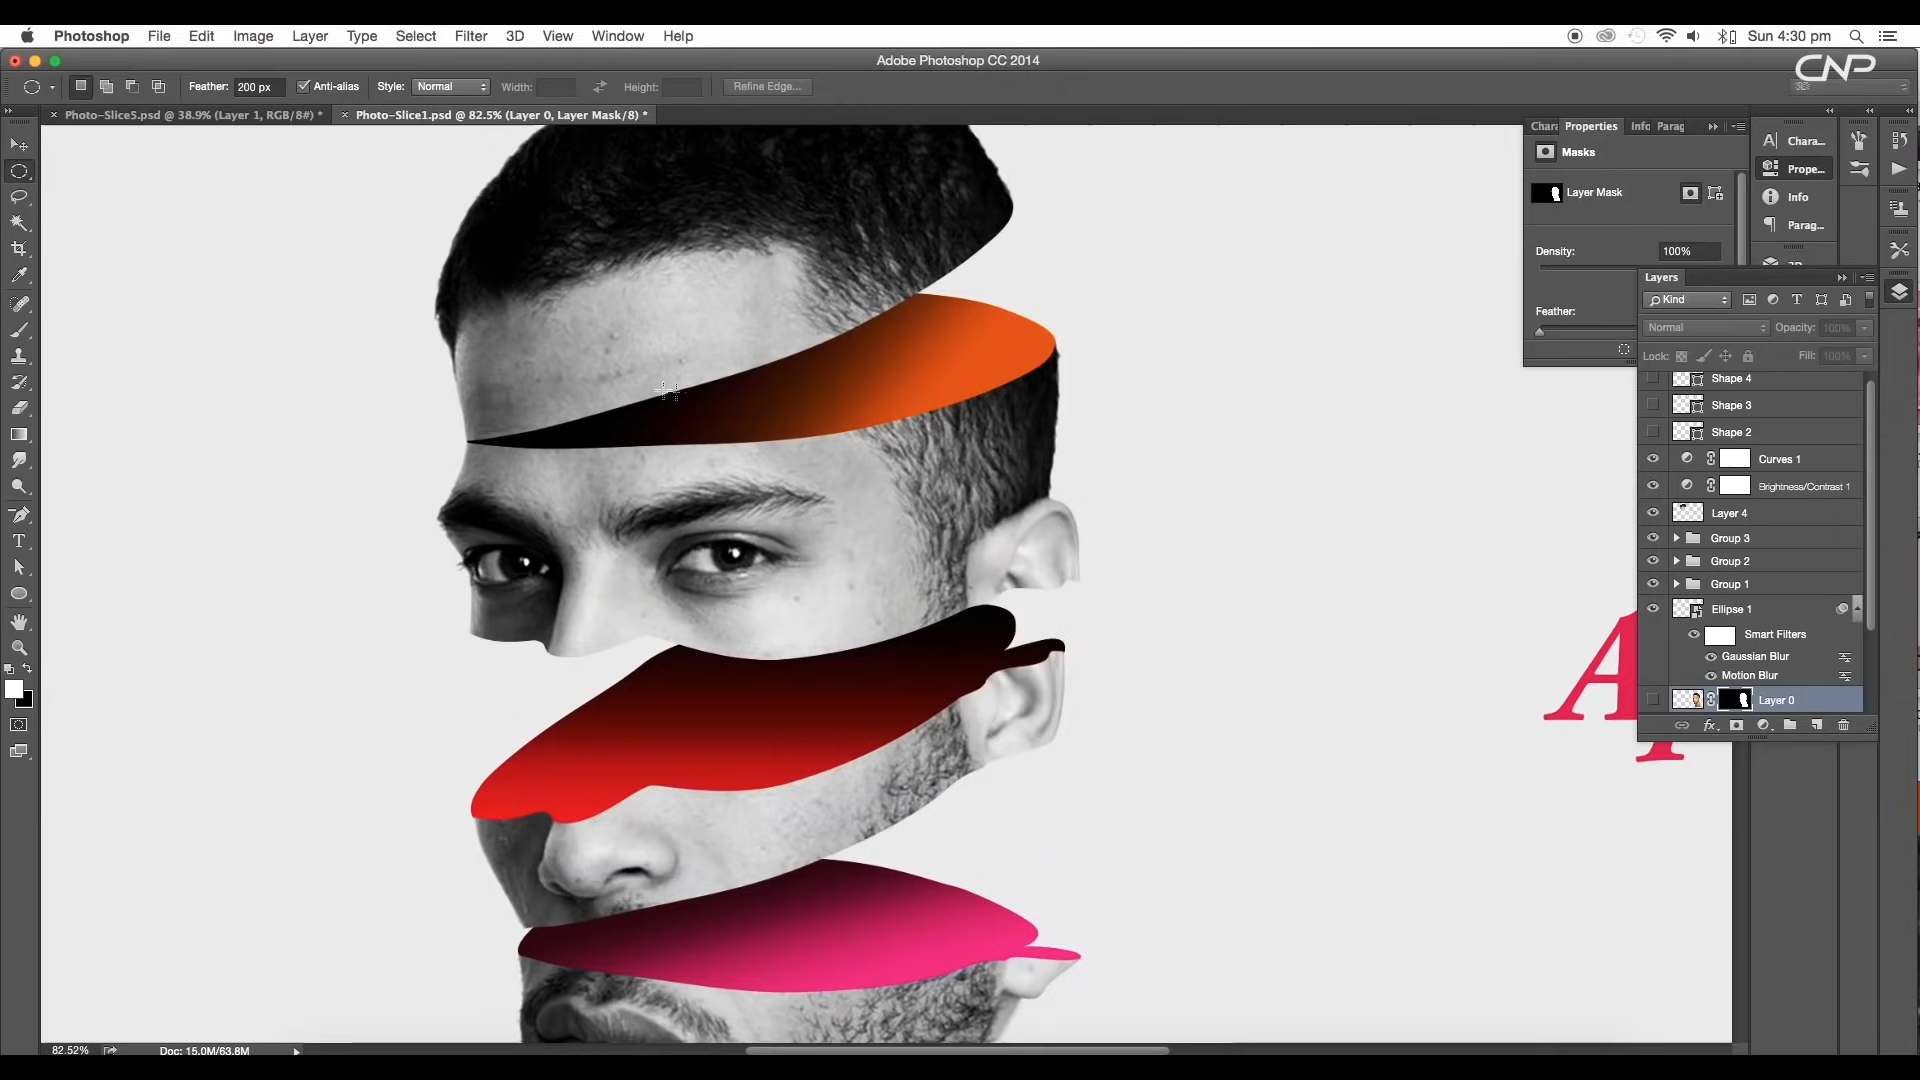 Photoshop File Edit Image Layer Type Select Filter 3D View Window Help Sun 4:30 pm
Adobe Photoshop CC 2014
CNP
Feather: 200 px Anti-alias Style: Normal Width: Height: Refine Edge...
Photo-Slice5.psd @ 38.9% (Layer 1, RGB/8#) * Photo-Slice1.psd @ 82.5% (Layer 0, Layer Mask/8) *
Chara Properties Info Parag
Masks
Layer Mask
Density: 100%
Feather:
A| Chara...
Prope...
Info
Parag...
Layers
Kind
Normal Opacity: 100%
Lock: Fill: 100%
Shape 4
Shape 3
Shape 2
Curves 1
Brightness/Contrast 1
Layer 4
Group 3
Group 2
Group 1
Ellipse 1
Smart Filters
Gaussian Blur
Motion Blur
Layer 0
fx
A
82.52% Doc: 15.0M/63.8M